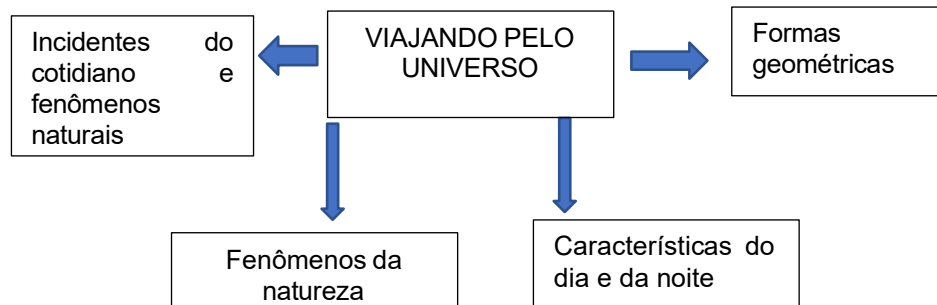 Incidentes do
cotidiano e
fenômenos
naturais
VIAJANDO PELO
UNIVERSO
Formas
geométricas
Fenômenos da
natureza
Características do
dia e da noite